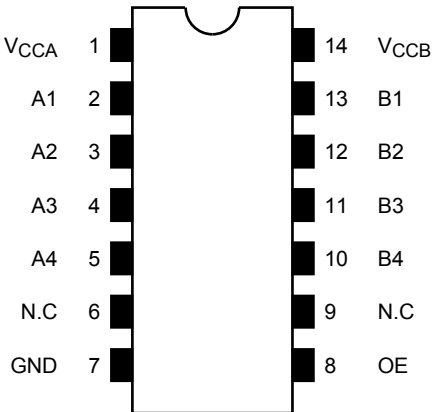 VCCA 1 14 VCCB
A1 2 13 B1
A2 3 12 B2
A3 4 11 B3
A4 5 10 B4
N.C 6 9 N.C
GND 7 8 OE